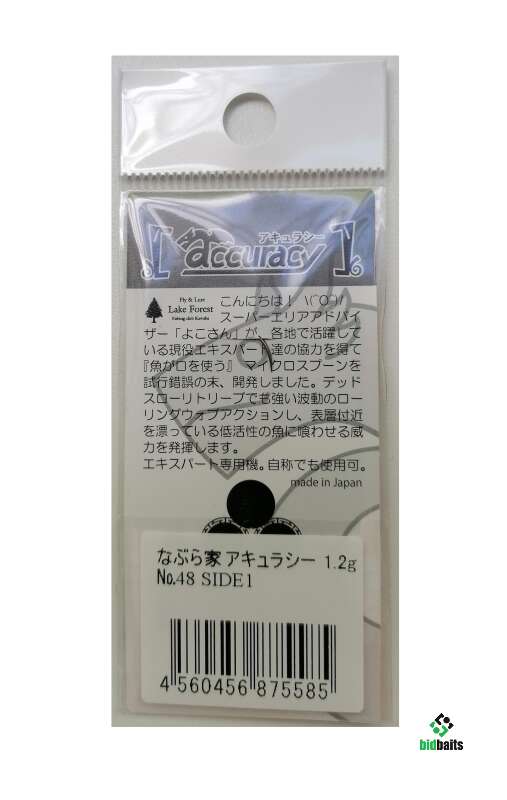 アキュラシー
accuracy
Fly & Lure
Lake Forest
こんにちは! \(^O^)/
スーパーエリアアドバイ
ザー「よこさん」が、各地で活躍して
いる現役エキスパート達の協力を得て
『魚が口を使う』マイクロスプーンを
試行錯誤の末、開発しました。デッド
スローリトリーブでも強い波動のロー
リングウォブアクションし、表層付近
を漂っている低活性の魚に喰わせる威
力を発揮します。
エキスパート専用機。自称でも使用可。
made in Japan
なぶら家 アキュラシー 1.2g
No.48 SIDE1
4 560456 875585
bidbaits